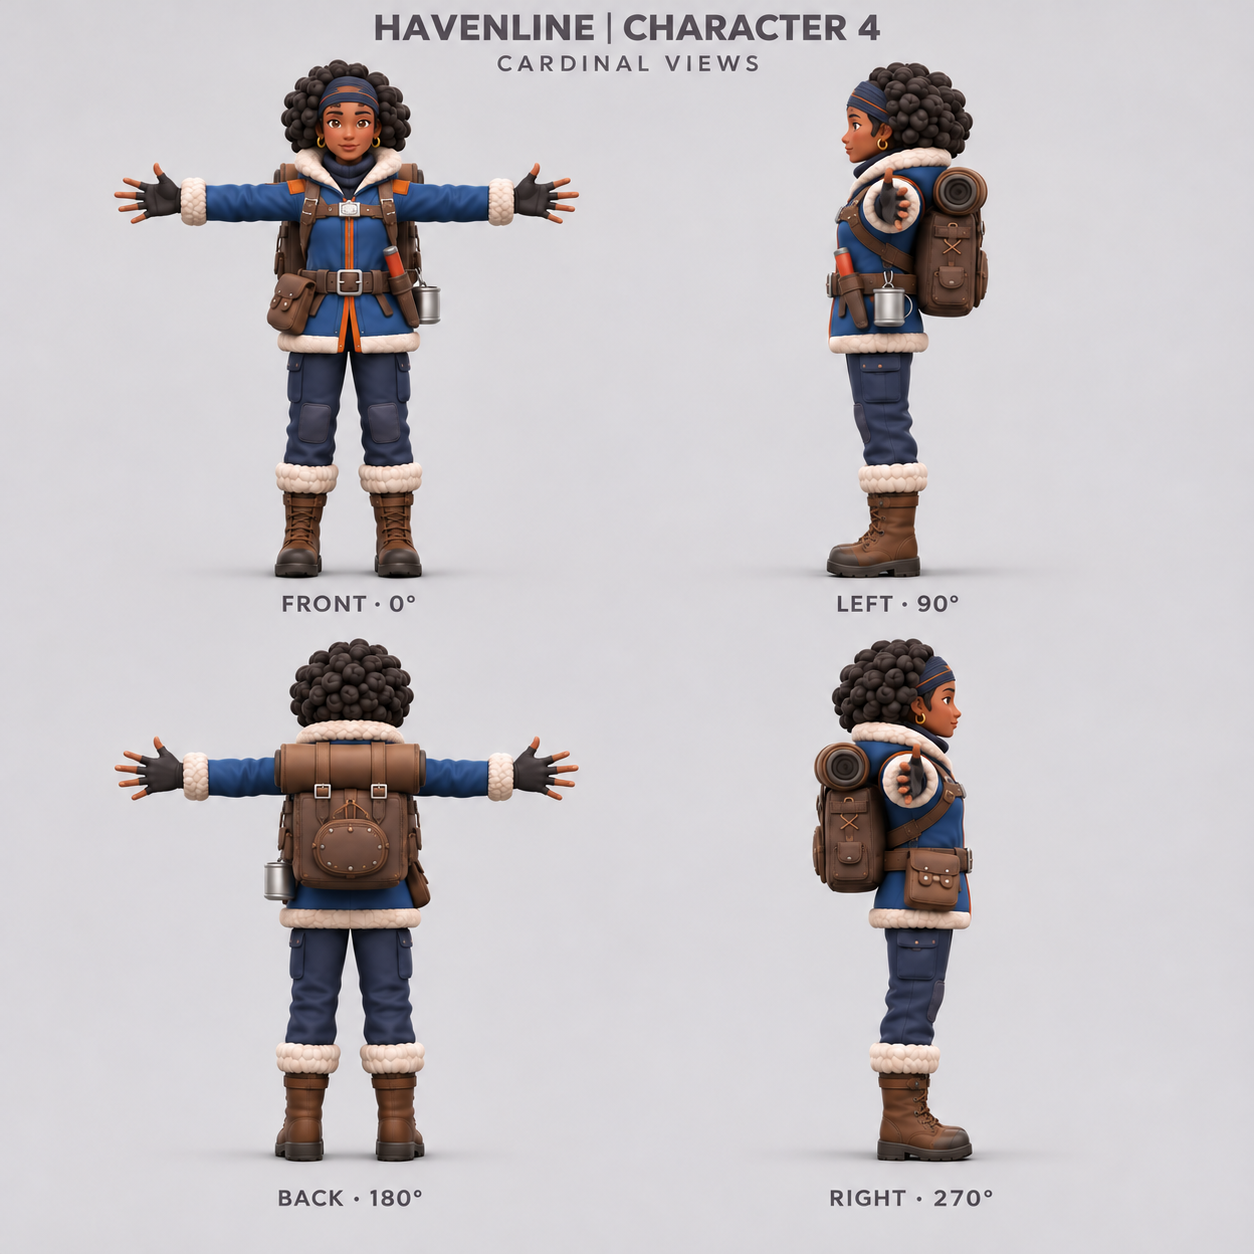 HAVENLINE | CHARACTER 4
CARDINAL VIEWS
FRONT · 0°
LEFT · 90°
BACK · 180°
RIGHT · 270°